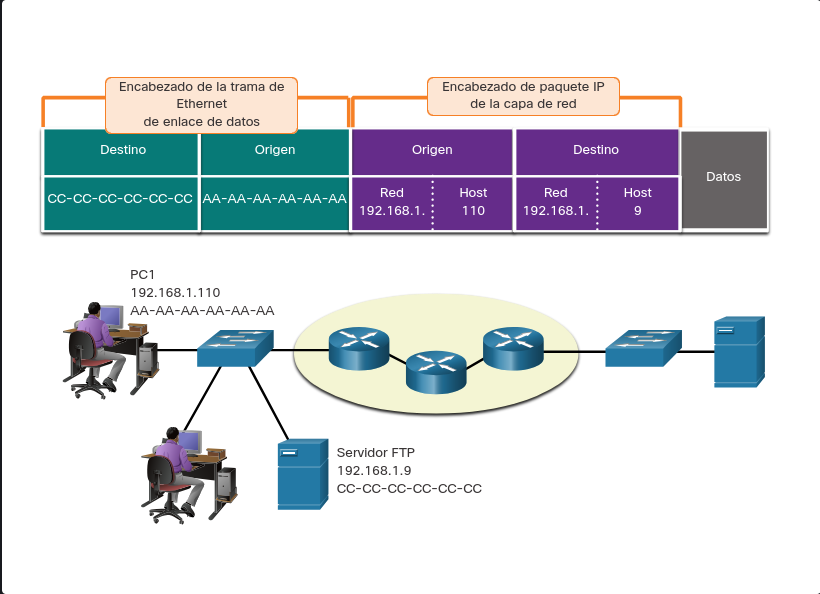 Encabezado de la trama de
Ethernet
de enlace de datos
Encabezado de paquete IP
de la capa de red
Destino
Origen
Origen
Destino
Datos
CC-CC-CC-CC-CC-CC
AA-AA-AA-AA-AA-AA
Red
192.168.1.
Host
110
Red
192.168.1.
Host
9
PC1
192.168.1.110
AA-AA-AA-AA-AA-AA
Servidor FTP
192.168.1.9
CC-CC-CC-CC-CC-CC